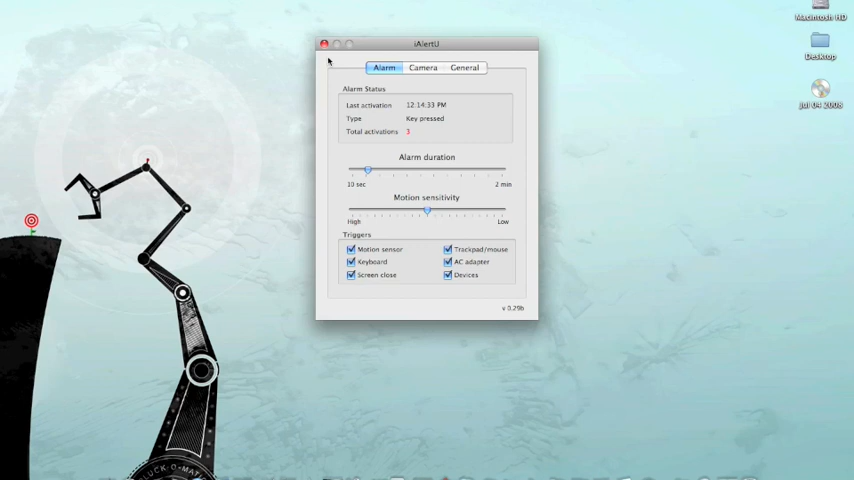 iAlertU
Alarm Camera General
Alarm Status
Last activation 12:14:33 PM
Type Key pressed
Total activations 3
Alarm duration
10 sec 2 min
Motion sensitivity
High Low
Triggers
Motion sensor Trackpad/mouse
Keyboard AC adapter
Screen close Devices
v 0.29b
Macintosh HD
Desktop
Jul 04 2008
LUCK-O-MAT